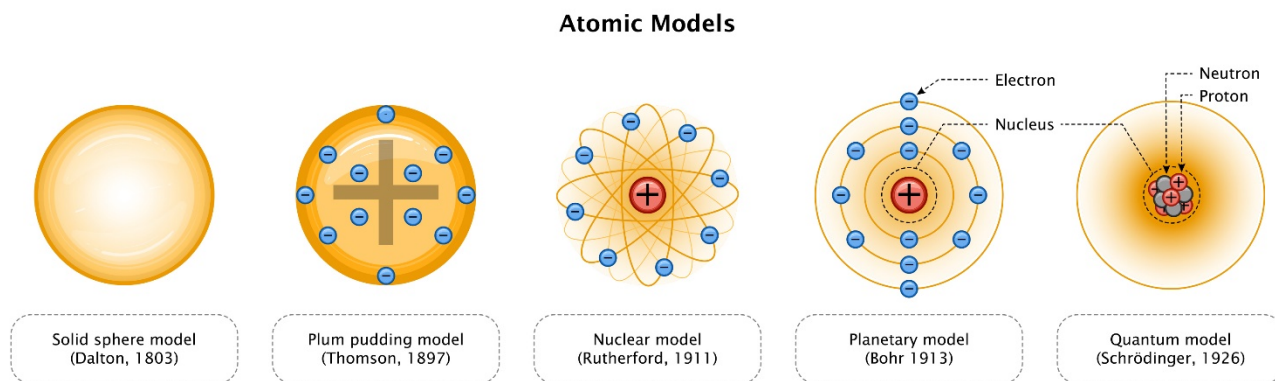 Atomic Models
Electron
Nucleus
Neutron
Proton
Solid sphere model
(Dalton, 1803)
Plum pudding model
(Thomson, 1897)
Nuclear model
(Rutherford, 1911)
Planetary model
(Bohr 1913)
Quantum model
(Schrödinger, 1926)